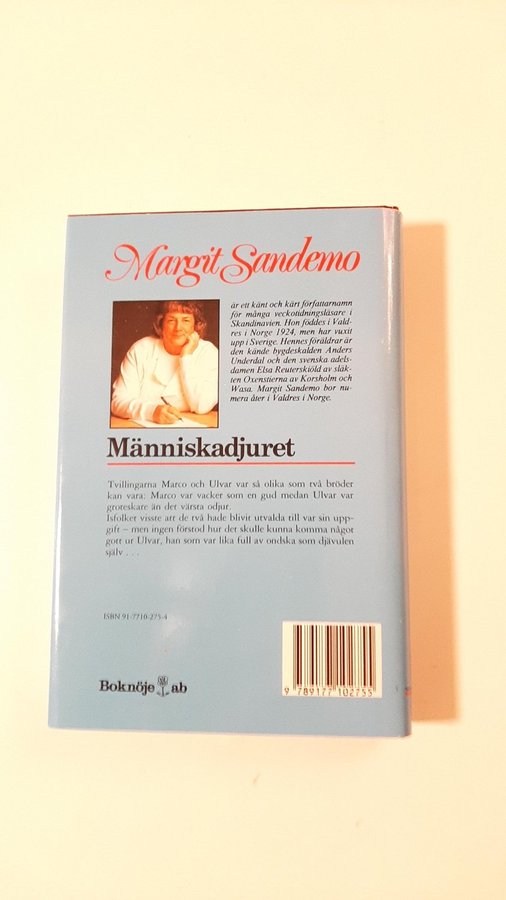 Margit Sandemo
är ett känt och kärt författarnamn
för många veckotidningsläsare i
Skandinavien. Hon föddes i Vald-
res i Norge 1924, men har vuxit
upp i Sverige. Hennes föräldrar är
den kände bygdeskalden Anders
Underdal och den svenska adels-
damen Elsa Reuterskiöld av släk-
ten Oxenstierna av Korsholm och
Wasa. Margit Sandemo bor nu-
mera åter i Valdres i Norge.
Människadjuret
Tvillingarna Marco och Ulvar var så olika som två bröder
kan vara: Marco var vacker som en gud medan Ulvar var
groteskare än det värsta odjur.
Isfolket visste att de två hade blivit utvalda till var sin upp-
gift – men ingen förstod hur det skulle kunna komma något
gott ur Ulvar, han som var lika full av ondska som djävulen
själv . . .
ISBN 91-7710-275-4
Boknöje ab
9 789177 102755